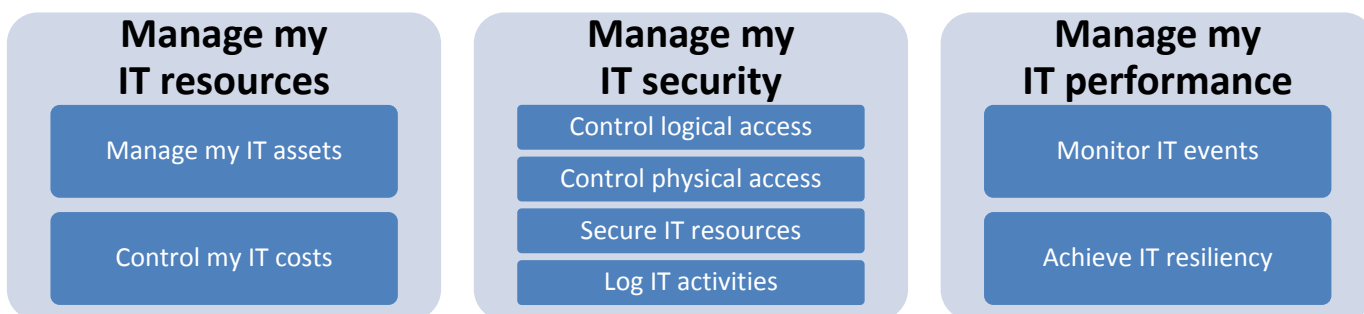 Manage my
IT resources
Manage my IT assets
Control my IT costs
Manage my
IT security
Control logical access
Control physical access
Secure IT resources
Log IT activities
Manage my
IT performance
Monitor IT events
Achieve IT resiliency